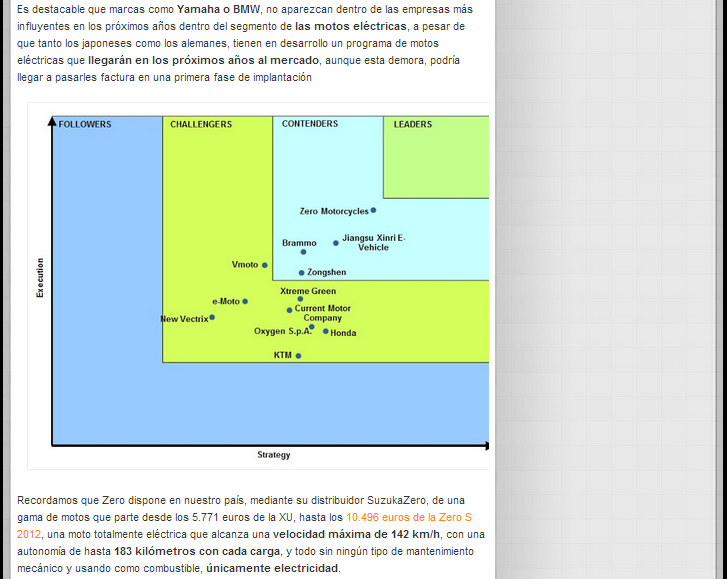 Es destacable que marcas como Yamaha o BMW, no aparezcan dentro de las empresas más
influyentes en los próximos años dentro del segmento de las motos eléctricas, a pesar de
que tanto los japoneses como los alemanes, tienen en desarrollo un programa de motos
eléctricas que llegarán en los próximos años al mercado, aunque esta demora, podría
llegar a pasarles factura en una primera fase de implantación
FOLLOWERS
CHALLENGERS
CONTENDERS
LEADERS
Zero Motorcycles
Jiangsu Xinri E-
Vehicle
Brammo
Vmoto
Zongshen
Xtreme Green
e-Moto
Current Motor
Company
New Vectrix
Oxygen S.p.A.
Honda
KTM
Execution
Strategy
Recordamos que Zero dispone en nuestro país, mediante su distribuidor SuzukaZero, de una
gama de motos que parte desde los 5.771 euros de la XU, hasta los 10.496 euros de la Zero S
2012, una moto totalmente eléctrica que alcanza una velocidad máxima de 142 km/h, con una
autonomía de hasta 183 kilómetros con cada carga, y todo sin ningún tipo de mantenimiento
mecánico y usando como combustible, únicamente electricidad.